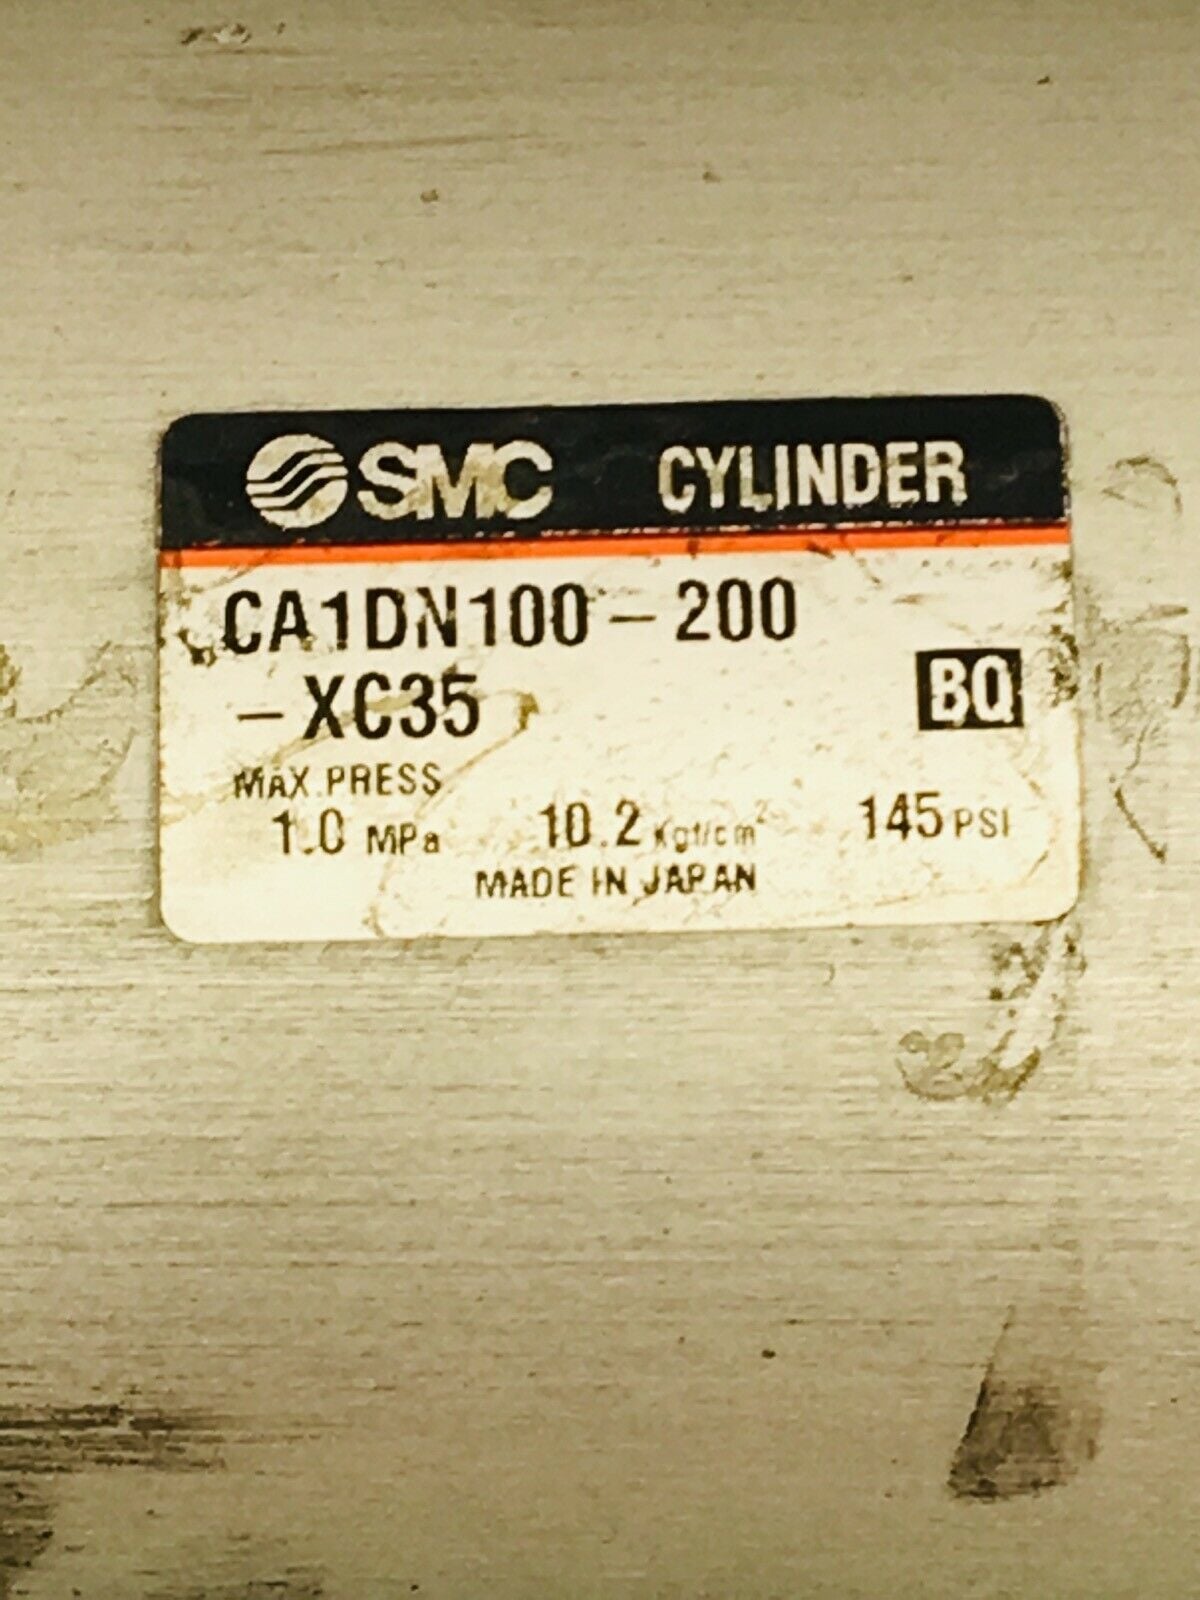 SMC CYLINDER
CA1DN100-200
-XC35
BQ
MAX.PRESS
1.0 MPa 10.2 Kgf/cm² 145 PSI
MADE IN JAPAN